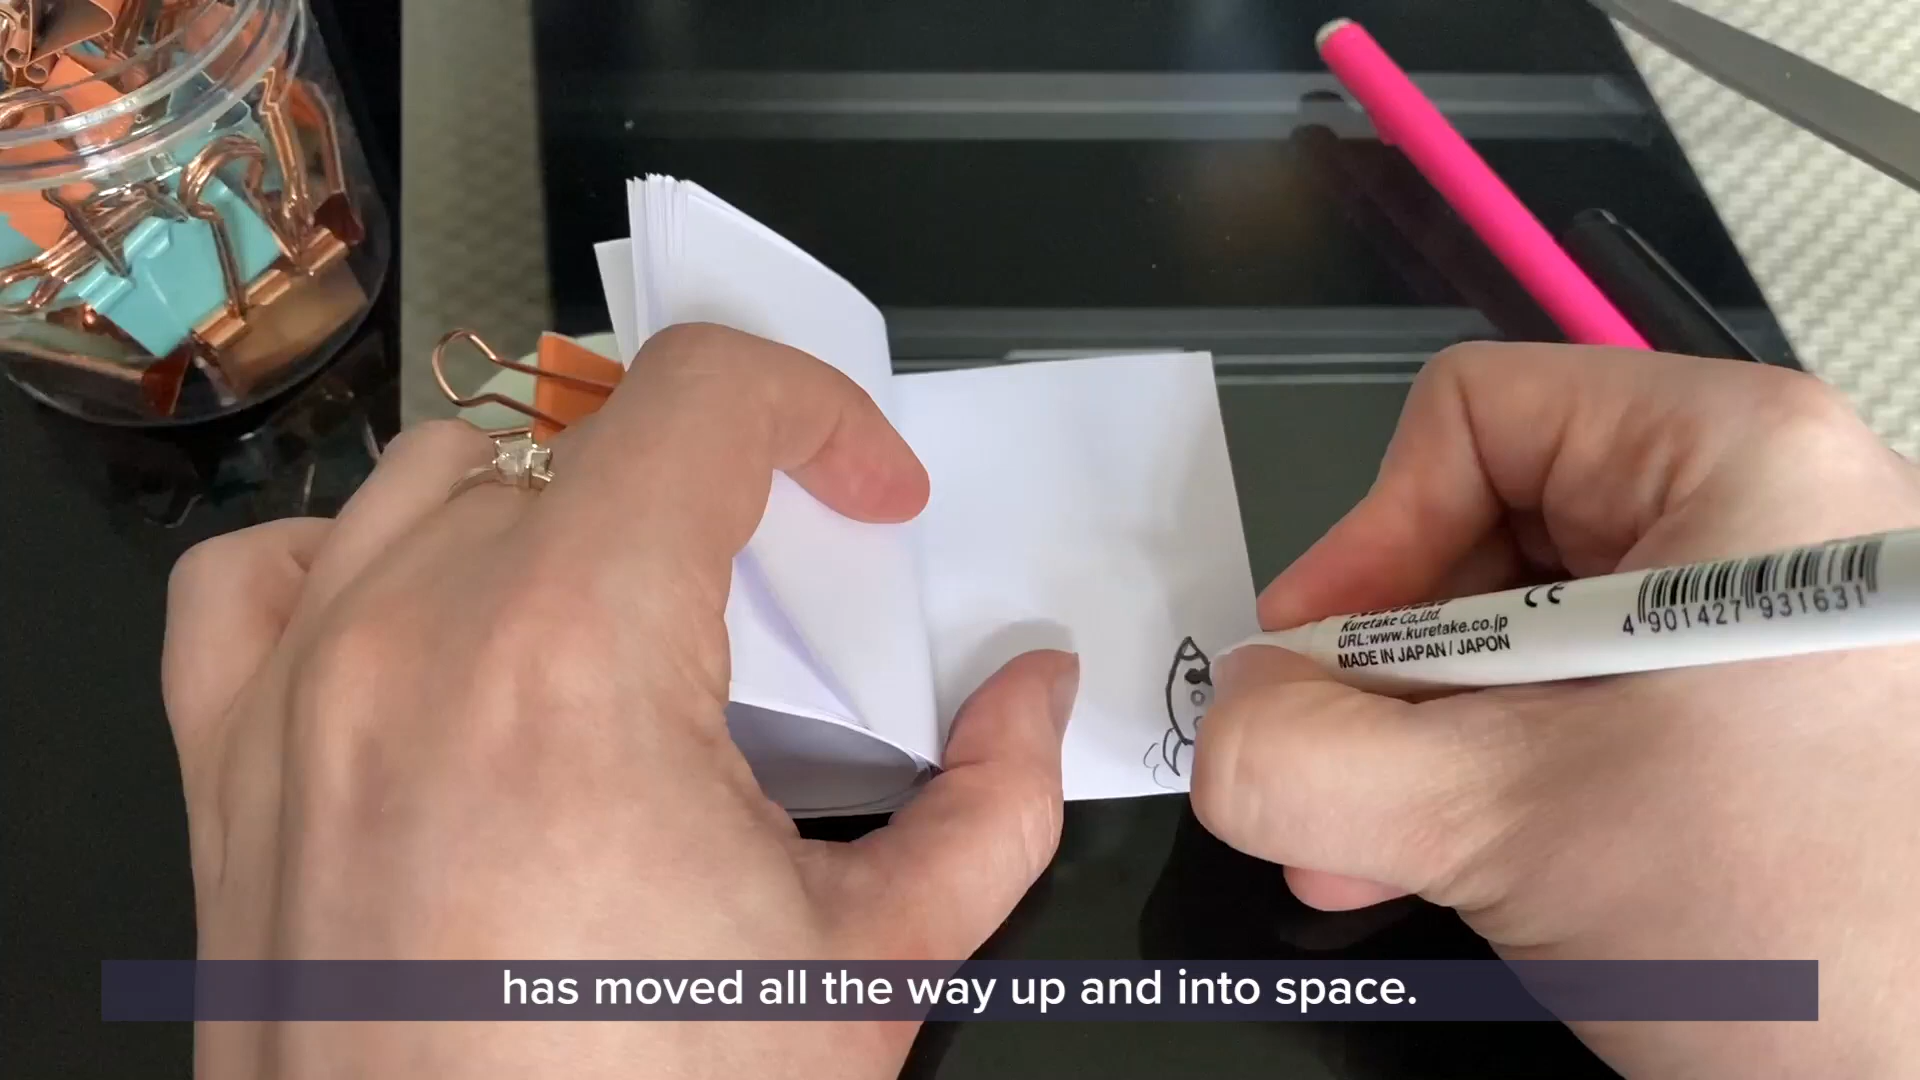 Kuretake Co,Ltd.
URL:www.kuretake.co.jp
MADE IN JAPAN / JAPON
CE
4 901427 931631
has moved all the way up and into space.